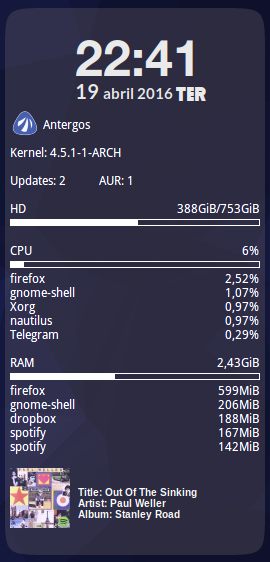 22:41
19 abril 2016 TER
Antergos
Kernel: 4.5.1-1-ARCH
Updates: 2 AUR: 1
HD 388GiB/753GiB
CPU 6%
firefox 2,52%
gnome-shell 1,07%
Xorg 0,97%
nautilus 0,97%
Telegram 0,29%
RAM 2,43GiB
firefox 599MiB
gnome-shell 206MiB
dropbox 188MiB
spotify 167MiB
spotify 142MiB
Title: Out Of The Sinking
Artist: Paul Weller
Album: Stanley Road